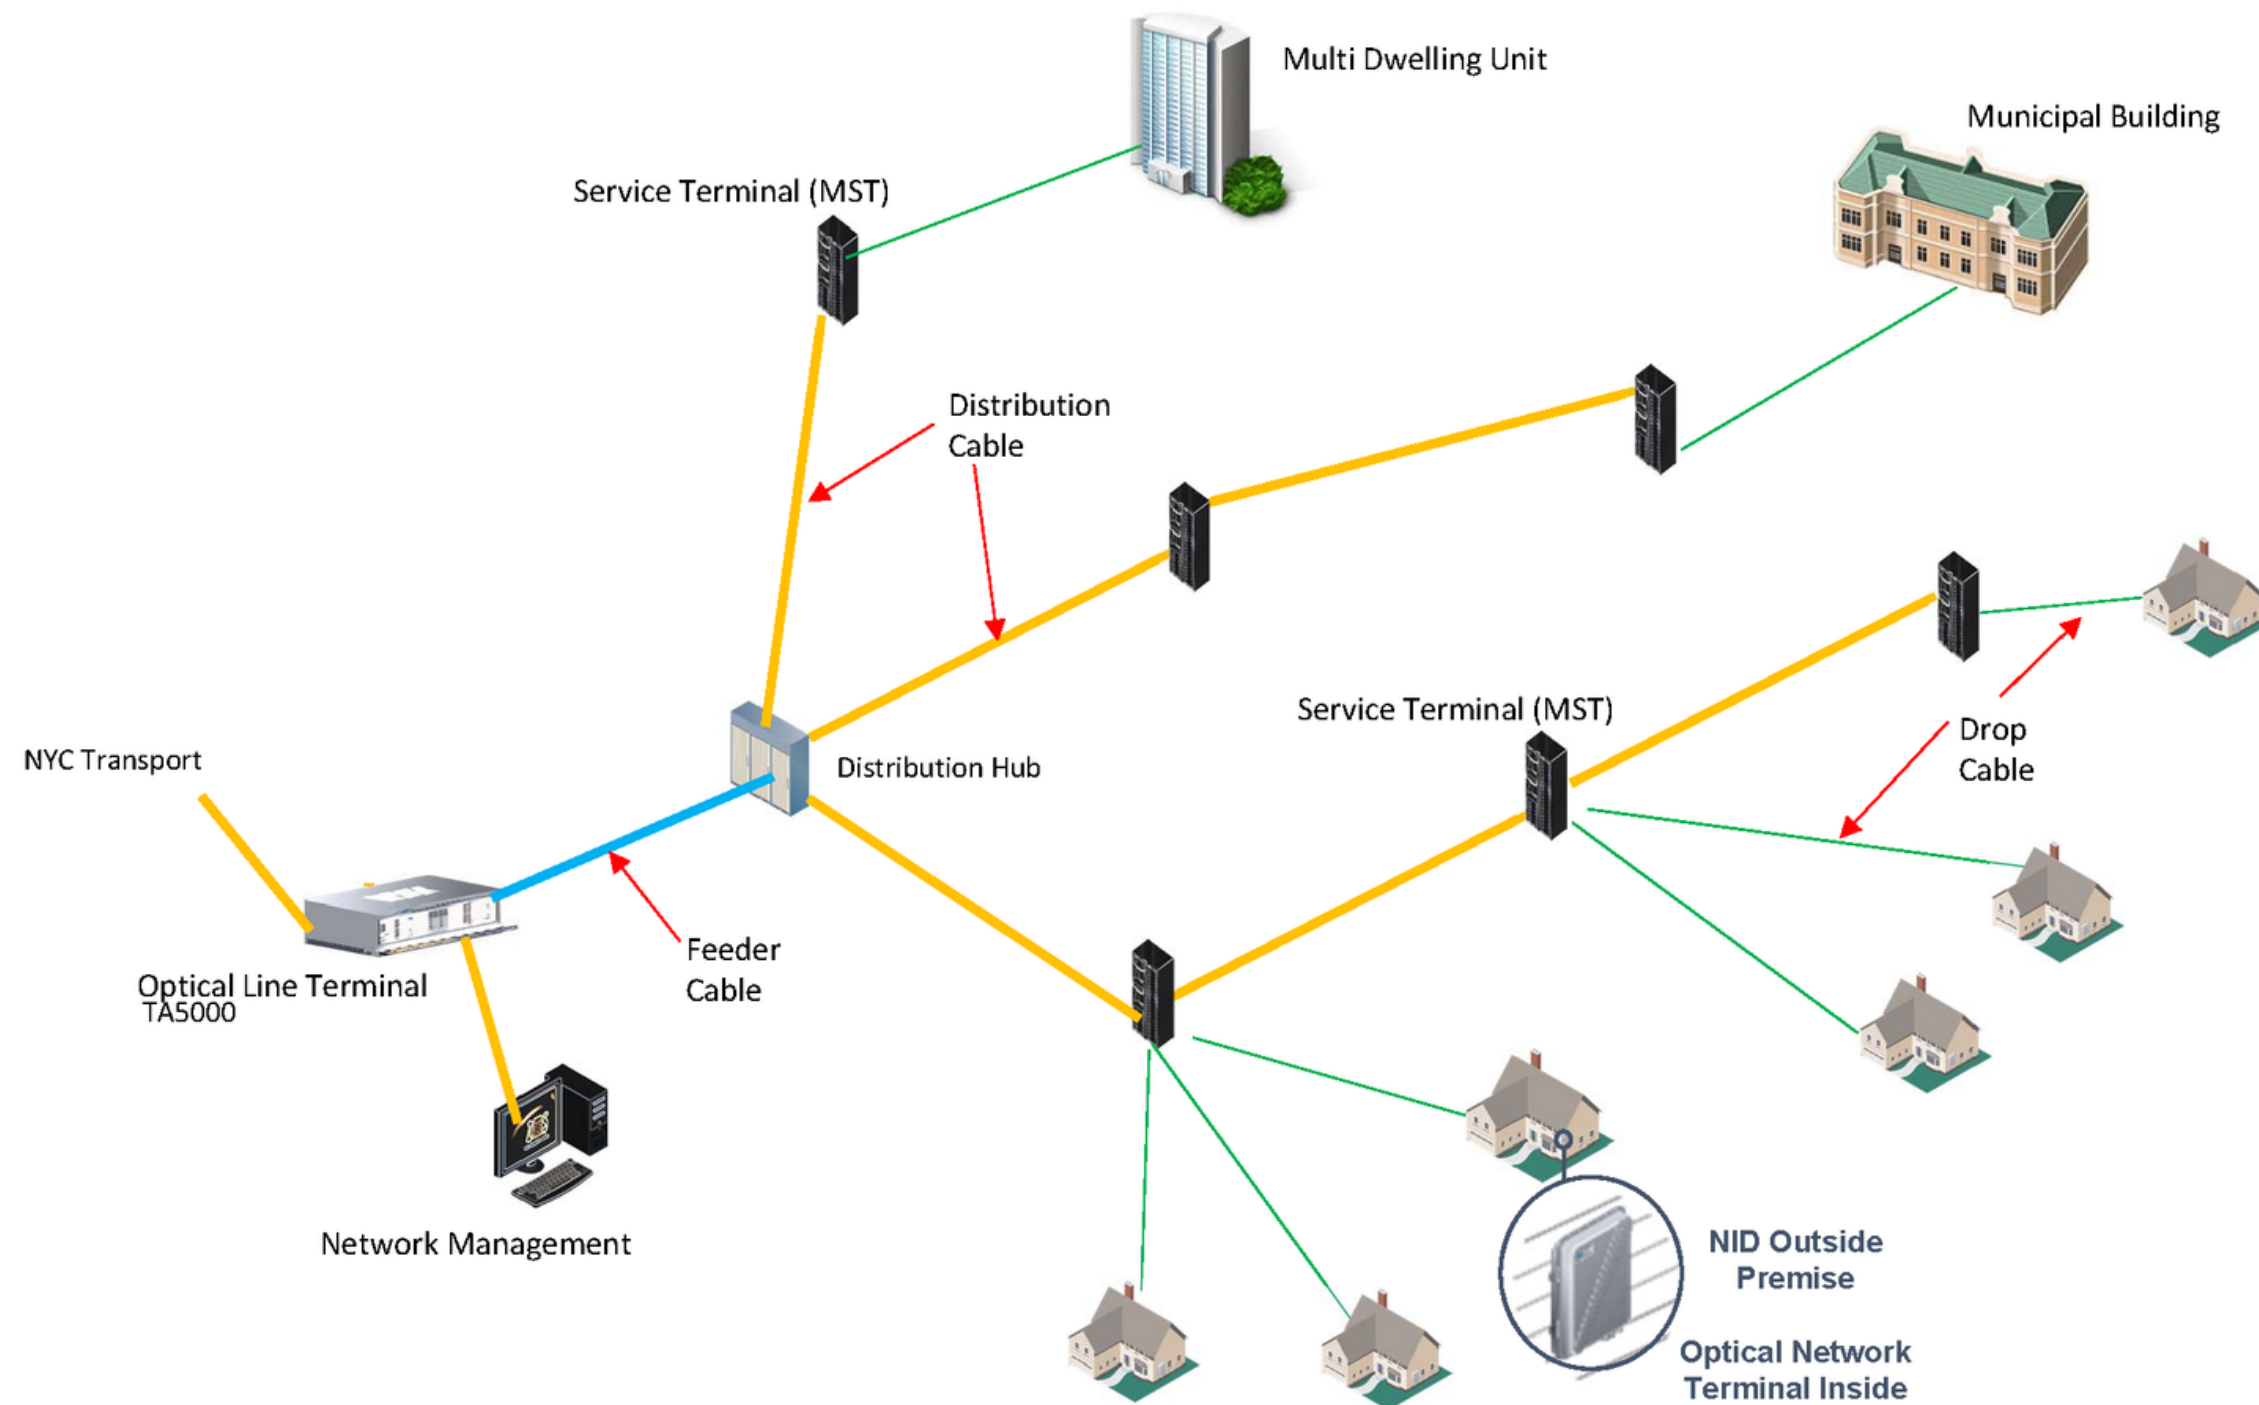 Multi Dwelling Unit
Municipal Building
Service Terminal (MST)
Distribution
Cable
Service Terminal (MST)
Drop
Cable
NYC Transport
Distribution Hub
Feeder
Cable
Optical Line Terminal
TA5000
Network Management
NID Outside
Premise
Optical Network
Terminal Inside